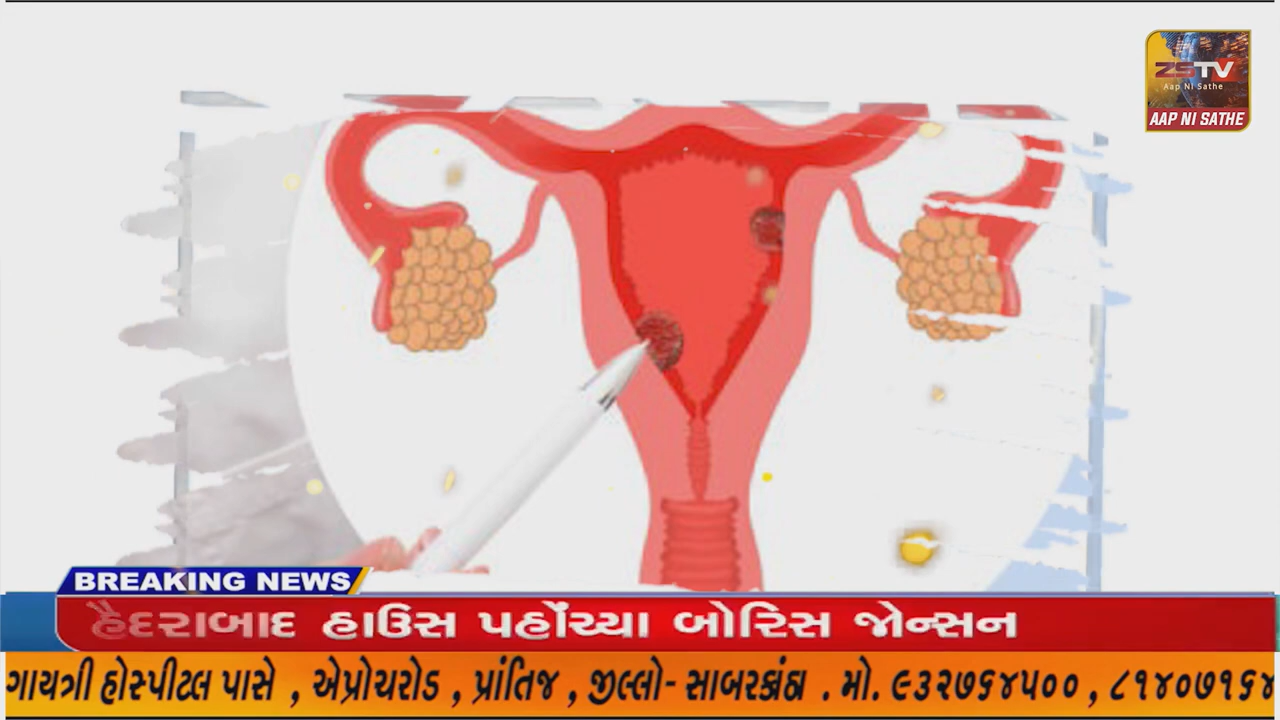 ZSTV
Aap Ni Sathe
AAP NI SATHE
BREAKING NEWS
હૈદરાબાદ હાઉસ પહોંચ્યા બોરિસ જોન્સન
ગાયત્રી હોસ્પીટલ પાસે , એપ્રોચરોડ , પ્રાંતિજ , જીલ્લો- સાબરકાંઠા . મો. ૯૩૨૭૬૪૫૫૦૦ , ૮૧૪૦૭૧૬૪